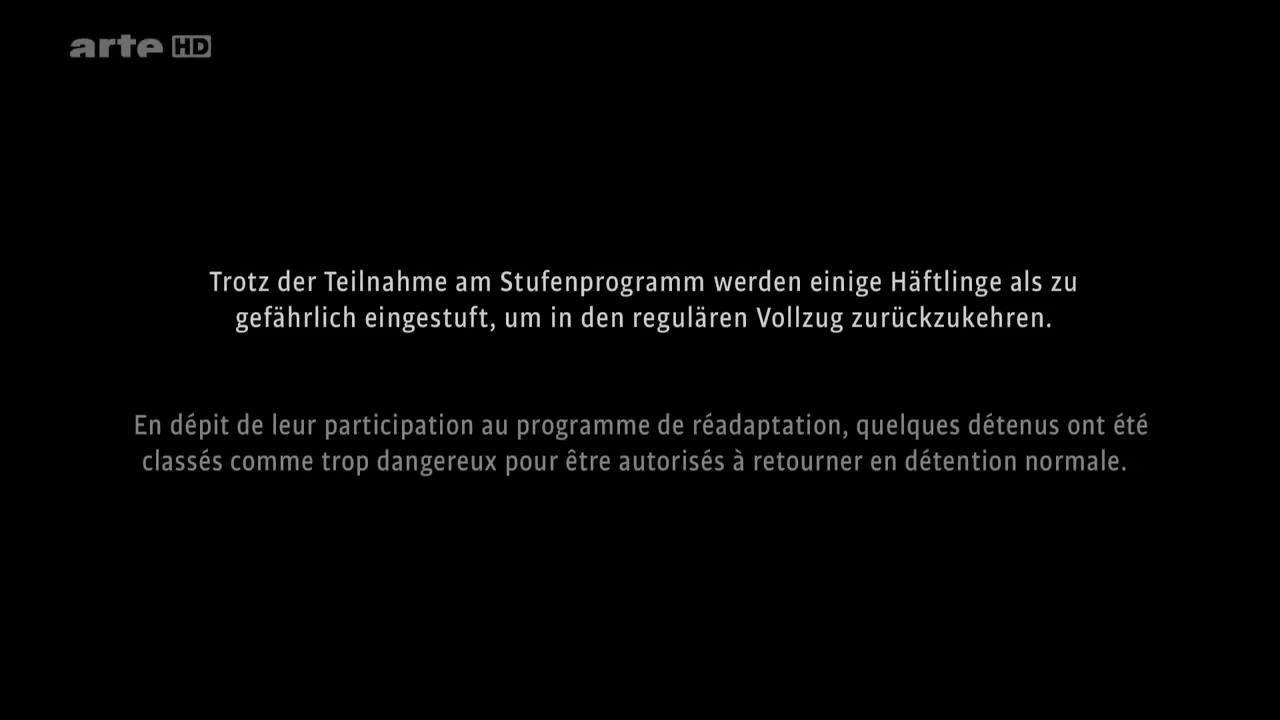 arte HD
Trotz der Teilnahme am Stufenprogramm werden einige Häftlinge als zu
gefährlich eingestuft, um in den regulären Vollzug zurückzukehren.
En dépit de leur participation au programme de réadaptation, quelques détenus ont été
classés comme trop dangereux pour être autorisés à retourner en détention normale.